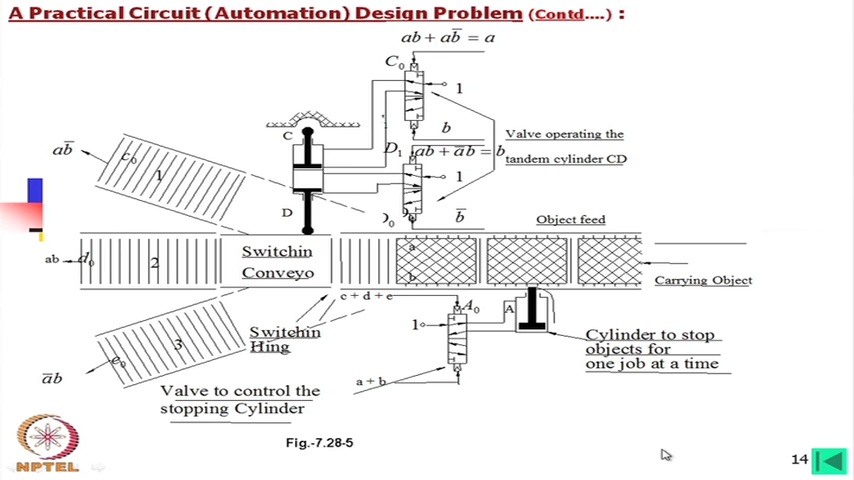 A Practical Circuit (Automation) Design Problem (Contd....) :
ab + ab̅ = a
C₀
1
b
C
D₁
ab + a̅b = b
Valve operating the
tandem cylinder CD
1
ab̅
c₀
1
D
b̅
Object feed
ab
d₀
2
Switchin
Conveyo
a
b
Carrying Object
c + d + e
A₀
A
1
Switchin
Hing
3
e₀
a̅b
Cylinder to stop
objects for
one job at a time
a + b
Valve to control the
stopping Cylinder
Fig.-7.28-5
NPTEL
14